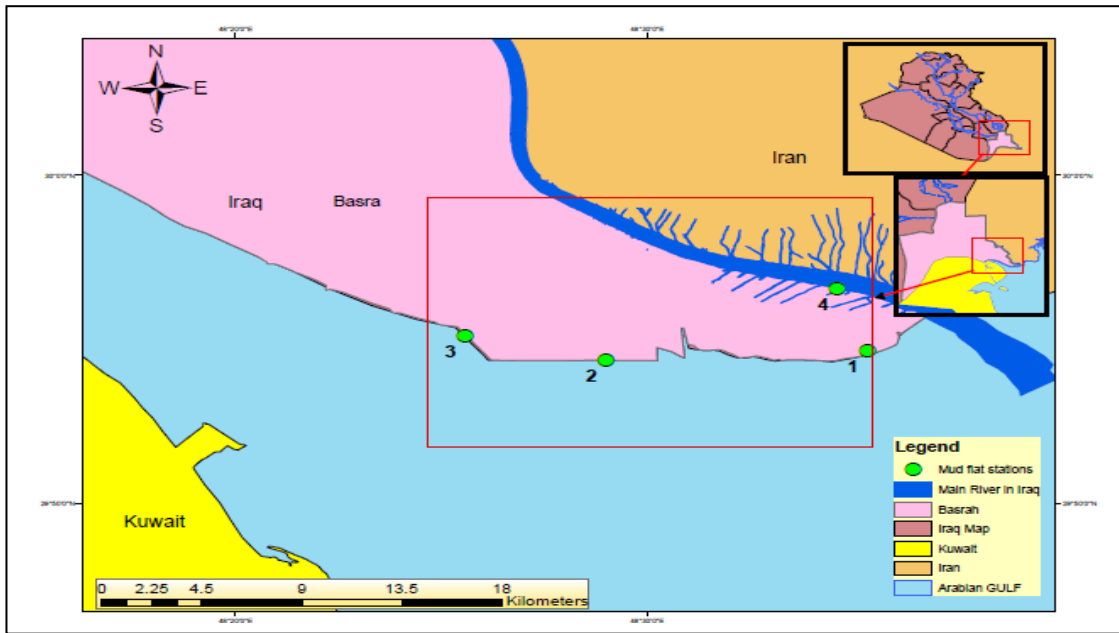 N
W E
S
Iran
Iraq Basra
4
3
2
1
Kuwait
Legend
Mud flat stations
Main River in Iraq
Basrah
Iraq Map
Kuwait
Iran
Arabian GULF
0 2.25 4.5 9 13.5 18
Kilometers